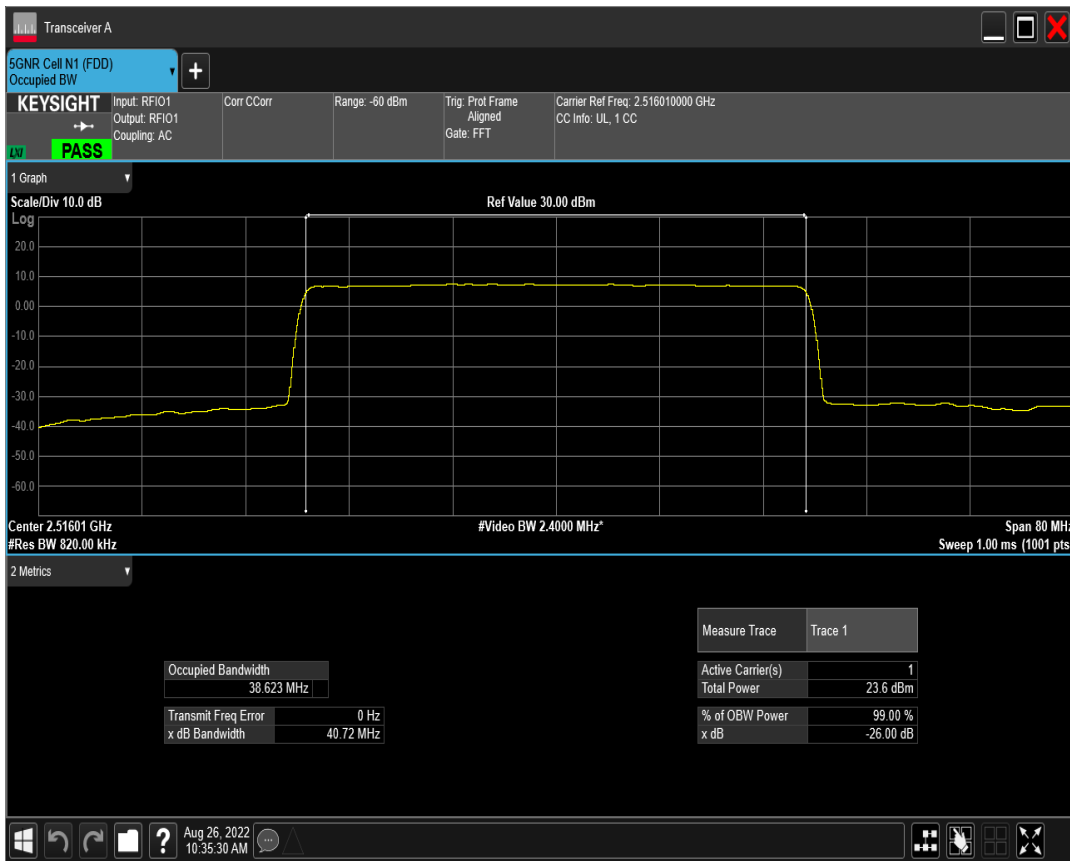 Transceiver A
5GNR Cell N1 (FDD)
Occupied BW
+
KEYSIGHT
LXI
PASS
Input: RFIO1
Output: RFIO1
Coupling: AC
Corr CCorr
Range: -60 dBm
Trig: Prot Frame
Aligned
Gate: FFT
Carrier Ref Freq: 2.516010000 GHz
CC Info: UL, 1 CC
1 Graph
Scale/Div 10.0 dB
Ref Value 30.00 dBm
Log
20.0
10.0
0.00
-10.0
-20.0
-30.0
-40.0
-50.0
-60.0
Center 2.51601 GHz
#Video BW 2.4000 MHz*
Span 80 MHz
#Res BW 820.00 kHz
Sweep 1.00 ms (1001 pts
2 Metrics
Measure Trace Trace 1
Occupied Bandwidth
38.623 MHz
Active Carrier(s) 1
Total Power 23.6 dBm
Transmit Freq Error 0 Hz
x dB Bandwidth 40.72 MHz
% of OBW Power 99.00 %
x dB -26.00 dB
?
Aug 26, 2022
10:35:30 AM